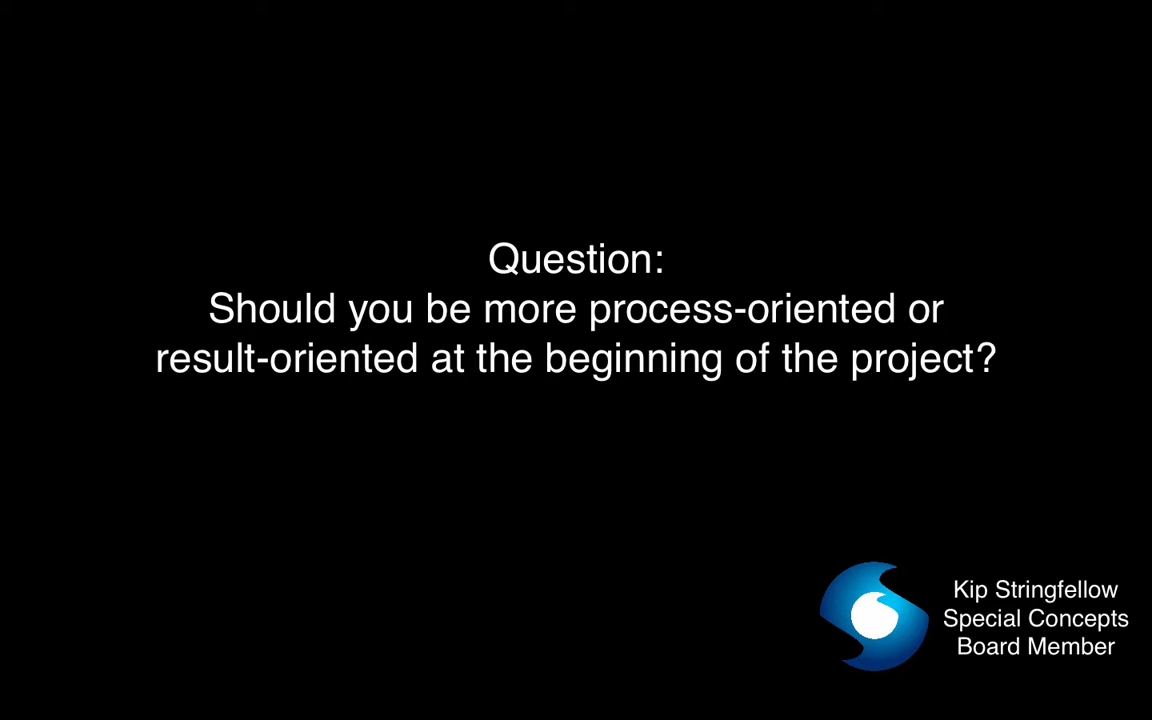 Question:
Should you be more process-oriented or
result-oriented at the beginning of the project?
Kip Stringfellow
Special Concepts
Board Member